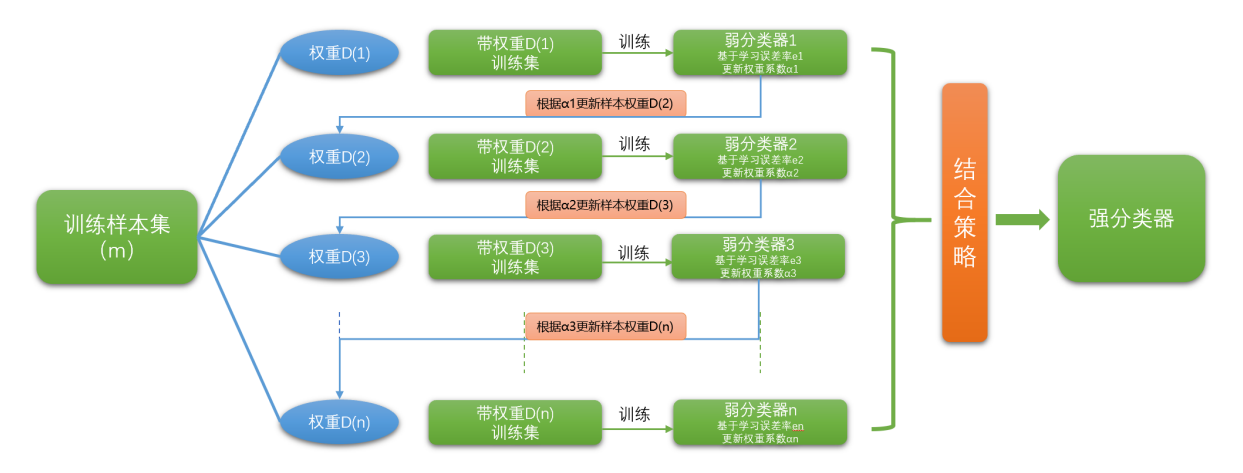 训练样本集
(m)
权重D(1)
带权重D(1)
训练集
训练
弱分类器1
基于学习误差率e1
更新权重系数α1
根据α1更新样本权重D(2)
权重D(2)
带权重D(2)
训练集
训练
弱分类器2
基于学习误差率e2
更新权重系数α2
根据α2更新样本权重D(3)
权重D(3)
带权重D(3)
训练集
训练
弱分类器3
基于学习误差率e3
更新权重系数α3
根据α3更新样本权重D(n)
权重D(n)
带权重D(n)
训练集
训练
弱分类器n
基于学习误差率en
更新权重系数αn
结合策略
强分类器